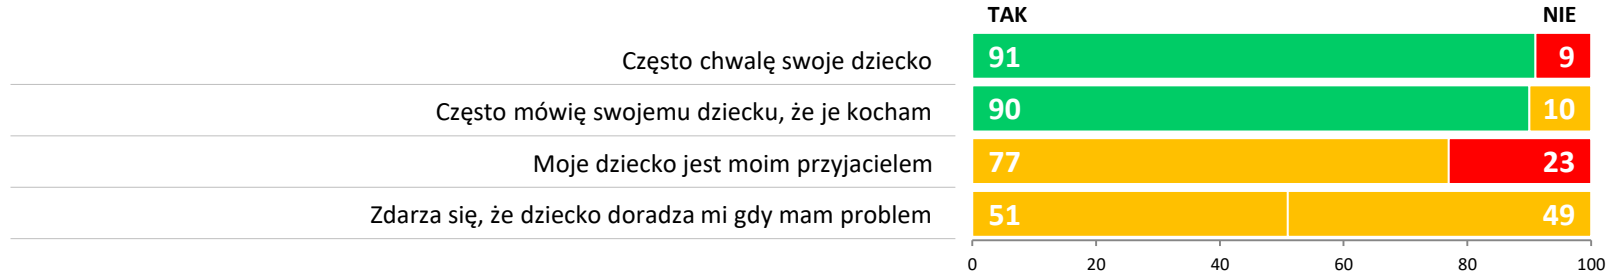 TAK NIE
Często chwalę swoje dziecko 91 9
Często mówię swojemu dziecku, że je kocham 90 10
Moje dziecko jest moim przyjacielem 77 23
Zdarza się, że dziecko doradza mi gdy mam problem 51 49
0 20 40 60 80 100